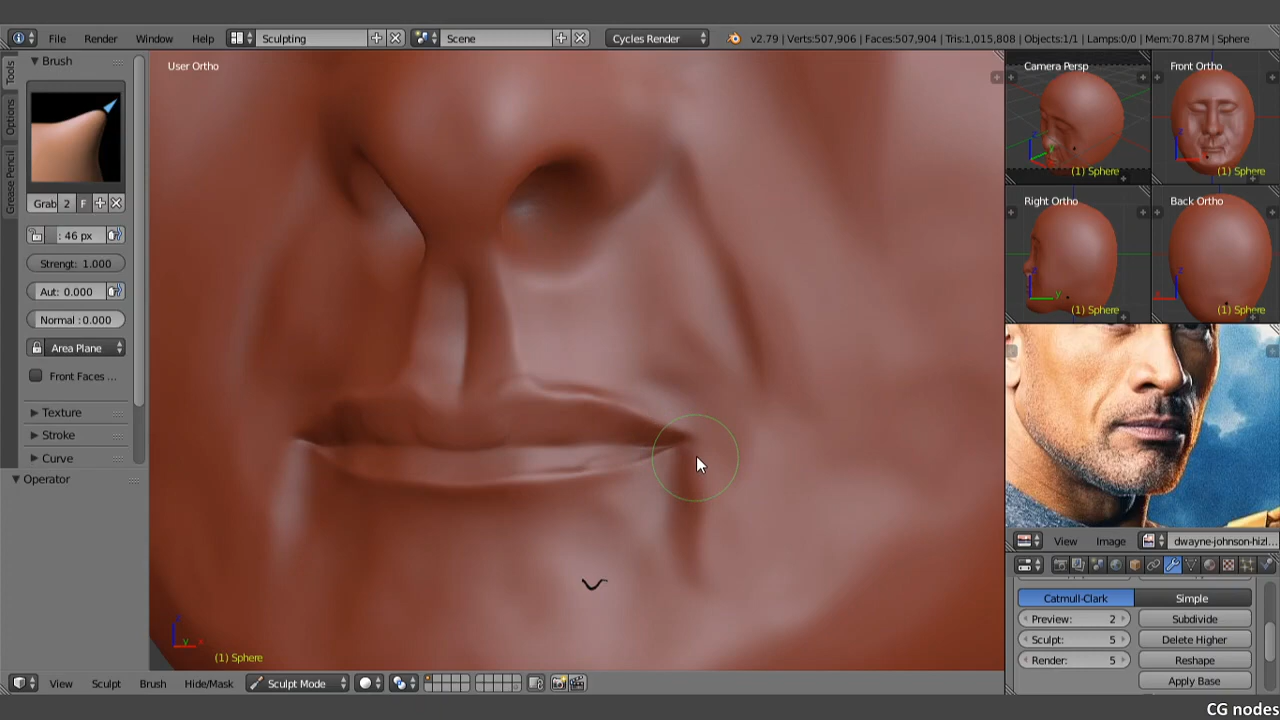 File Render Window Help Sculpting Scene Cycles Render v2.79 | Verts:507,906 | Faces:507,904 | Tris:1,015,808 | Objects:1/1 | Lamps:0/0 | Mem:70.87M | Sphere
Tools
Options
Grease Pencil
Brush
Grab 2 F
: 46 px
Strengt: 1.000
Aut: 0.000
Normal : 0.000
Area Plane
Front Faces ...
Texture
Stroke
Curve
Operator
User Ortho
(1) Sphere
Camera Persp
(1) Sphere
Front Ortho
(1) Sphere
Right Ortho
(1) Sphere
Back Ortho
(1) Sphere
View Image dwayne-johnson-hizl...
Catmull-Clark Simple
Preview: 2 Subdivide
Sculpt: 5 Delete Higher
Render: 5 Reshape
Apply Base
View Sculpt Brush Hide/Mask Sculpt Mode
CG nodes